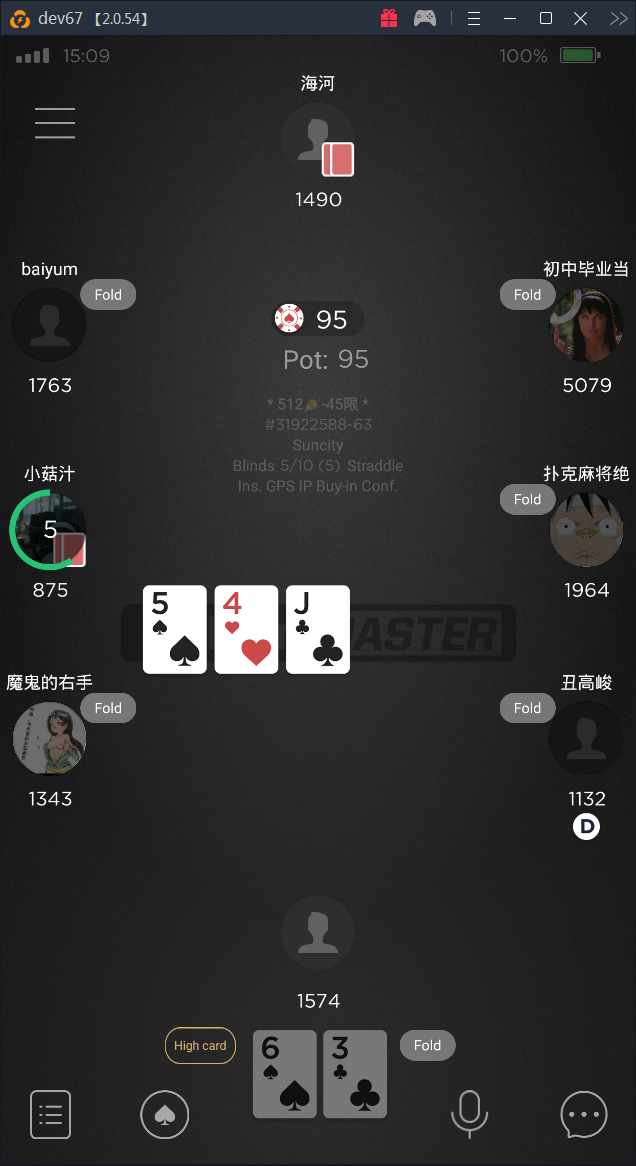 dev67 【2.0.54】
15:09
100%
海河
1490
baiyum
Fold
1763
初中毕业当
Fold
5079
95
Pot: 95
* 512 -45限 *
#31922588-63
Suncity
Blinds 5/10 (5) Straddle
Ins. GPS IP Buy-in Conf.
小菇汁
5
875
扑克麻将绝
Fold
1964
5
4
J
MASTER
魔鬼的右手
Fold
1343
丑高峻
Fold
1132
D
1574
High card
6
3
Fold